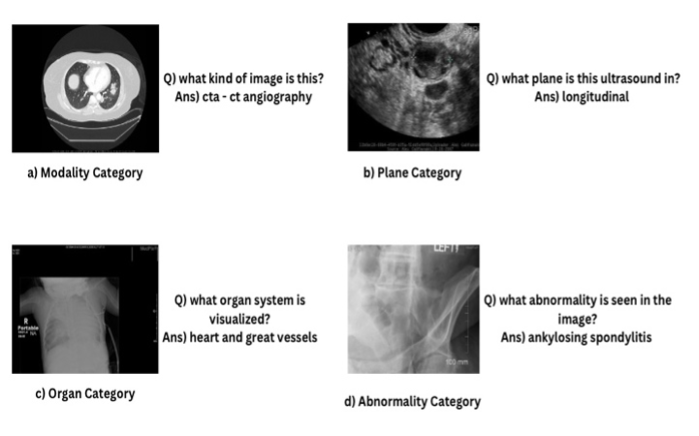 Q) what kind of image is this?
Ans) cta - ct angiography
a) Modality Category
Q) what plane is this ultrasound in?
Ans) longitudinal
b) Plane Category
R
Portable
Q) what organ system is
visualized?
Ans) heart and great vessels
c) Organ Category
LEFT
Q) what abnormality is seen in the
image?
Ans) ankylosing spondylitis
d) Abnormality Category